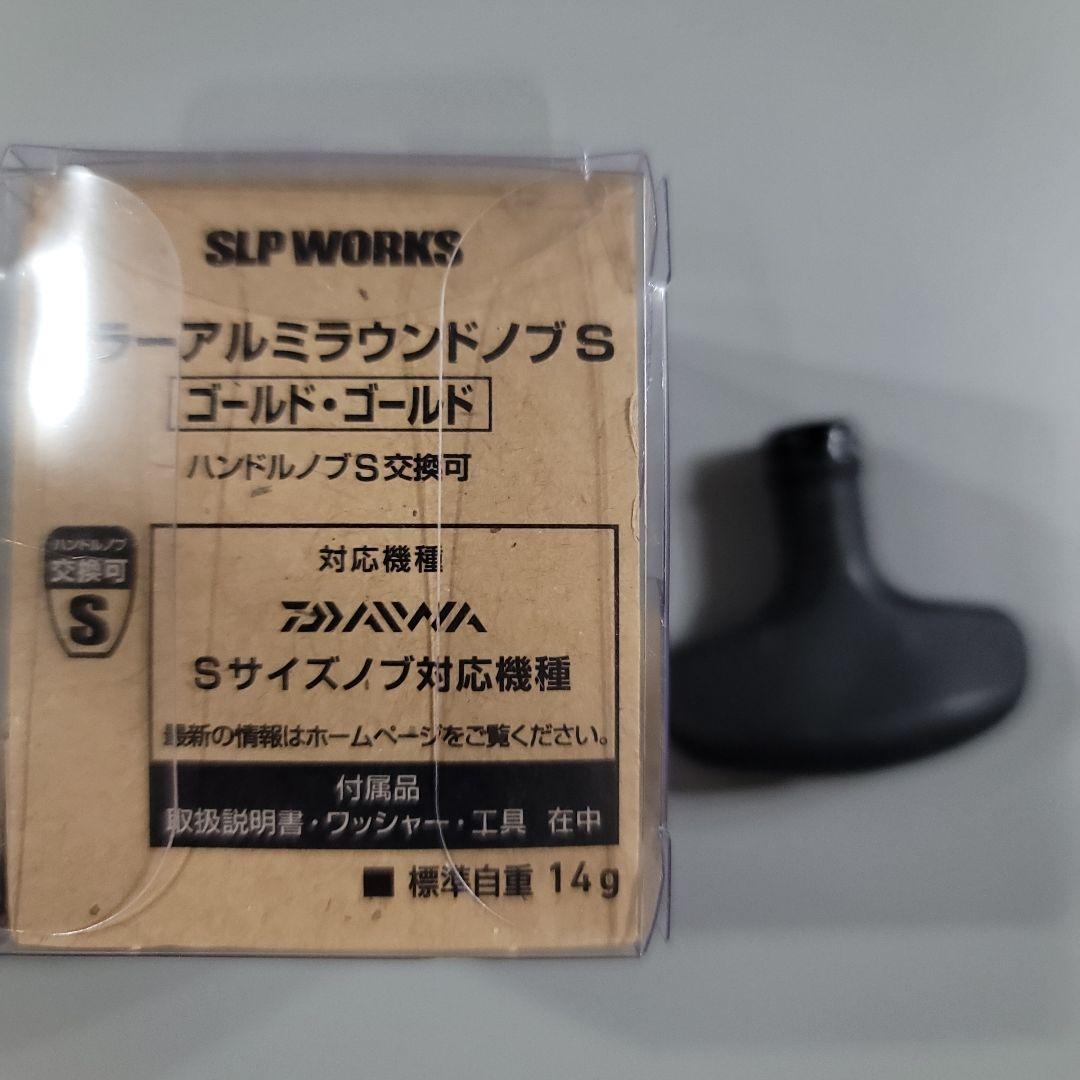 SLP WORKS
ラーアルミラウンドノブS
ゴールド・ゴールド
ハンドルノブS交換可
ハンドルノブ
交換可
S
対応機種
DAIWA
Sサイズノブ対応機種
最新の情報はホームページをご覧ください。
付属品
取扱説明書・ワッシャー・工具 在中
■ 標準自重 14g